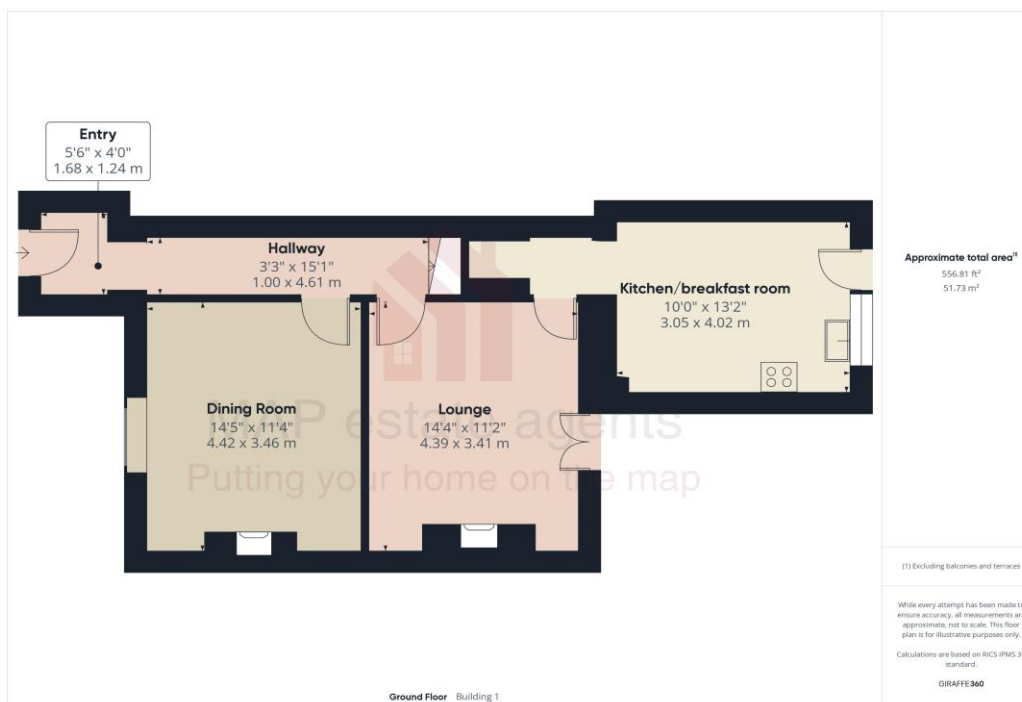 Entry
5'6" x 4'0"
1.68 x 1.24 m
Hallway
3'3" x 15'1"
1.00 x 4.61 m
Kitchen/breakfast room
10'0" x 13'2"
3.05 x 4.02 m
Dining Room
14'5" x 11'4"
4.42 x 3.46 m
Lounge
14'4" x 11'2"
4.39 x 3.41 m
MAP estate agents
Putting your home on the map
Approximate total area⁽¹⁾
556.81 ft²
51.73 m²
(1) Excluding balconies and terraces
While every attempt has been made to
ensure accuracy, all measurements are
approximate, not to scale. This floor
plan is for illustrative purposes only.
Calculations are based on RICS IPMS 3C
standard.
GIRAFFE360
Ground Floor Building 1